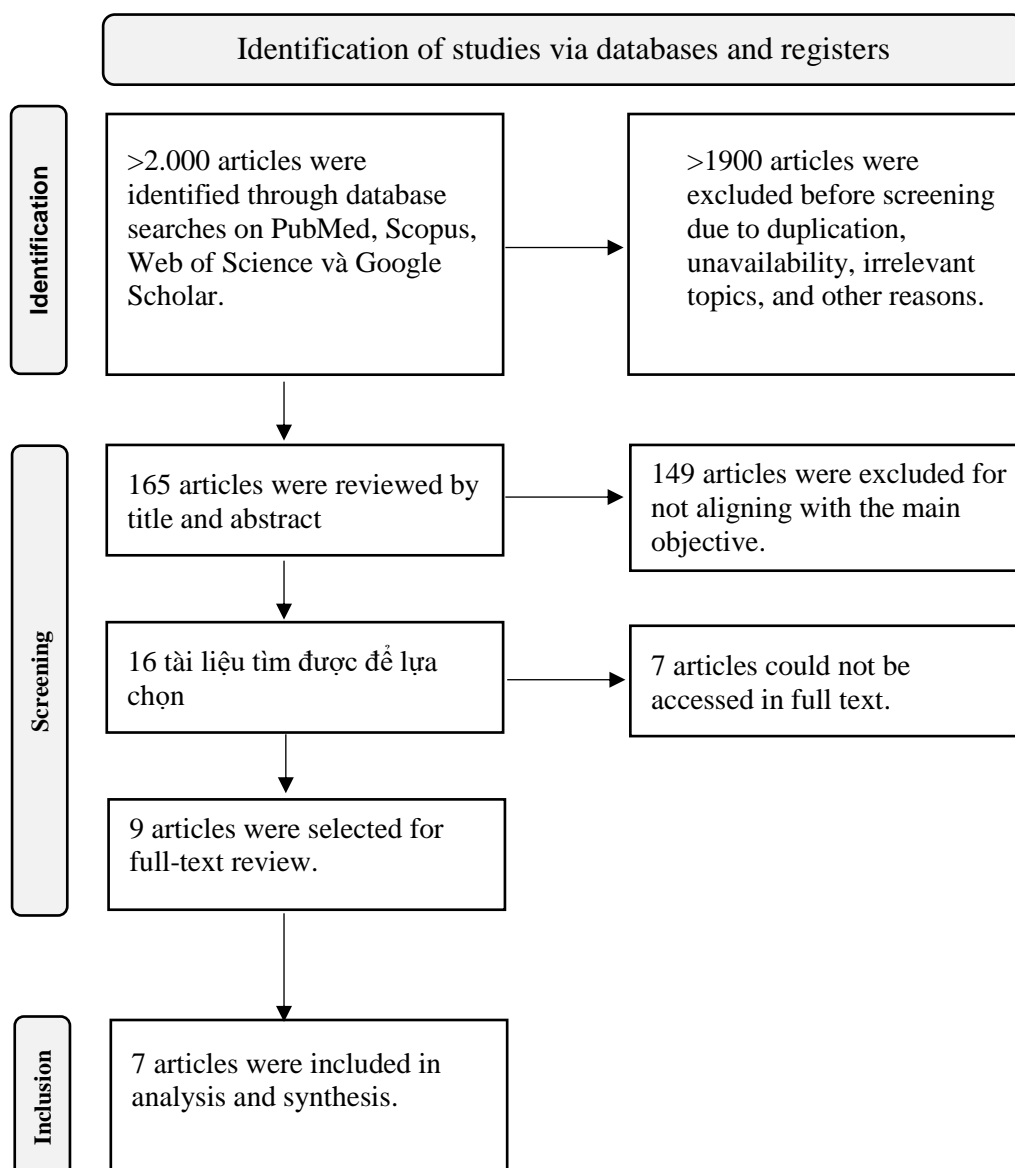 Identification of studies via databases and registers
Identification
>2.000 articles were
identified through database
searches on PubMed, Scopus,
Web of Science và Google
Scholar.
>1900 articles were
excluded before screening
due to duplication,
unavailability, irrelevant
topics, and other reasons.
Screening
165 articles were reviewed by
title and abstract
149 articles were excluded for
not aligning with the main
objective.
16 tài liệu tìm được để lựa
chọn
7 articles could not be
accessed in full text.
9 articles were selected for
full-text review.
Inclusion
7 articles were included in
analysis and synthesis.